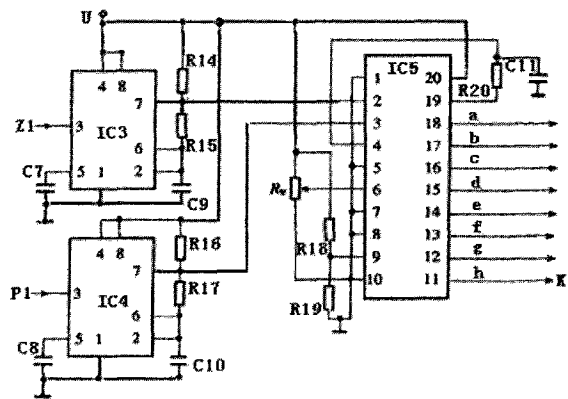 U
R14
4 8
7
Z1 3 IC3
R15
6
C7 5 1 2
C9
R16
4 8
7
R17
P1 3 IC4
6
C8 5 1 2
C10
IC5
1 20
2 19
3 18 a
4 17 b
5 16 c
6 15 d
7 14 e
8 13 f
9 12 g
10 11 h K
R20
C11
R18
R19